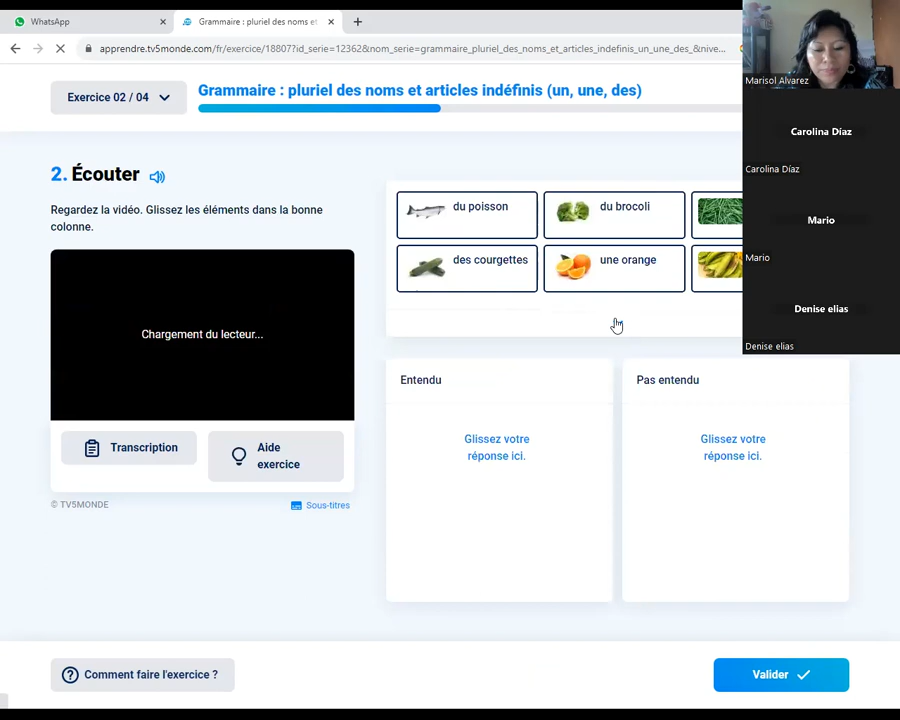 WhatsApp
Grammaire : pluriel des noms et
apprendre.tv5monde.com/fr/exercice/18807?id_serie=12362&nom_serie=grammaire_pluriel_des_noms_et_articles_indefinis_un_une_des_&nive...
Exercice 02 / 04
Grammaire : pluriel des noms et articles indéfinis (un, une, des)
2. Écouter
Regardez la vidéo. Glissez les éléments dans la bonne
colonne.
Chargement du lecteur...
Transcription
Aide
exercice
© TV5MONDE
Sous-titres
du poisson
du brocoli
des courgettes
une orange
Entendu
Glissez votre
réponse ici.
Pas entendu
Glissez votre
réponse ici.
Marisol Alvarez
Carolina Díaz
Carolina Díaz
Mario
Mario
Denise elias
Denise elias
Comment faire l'exercice ?
Valider